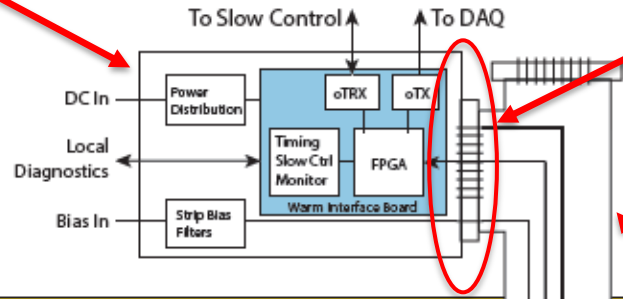 To Slow Control
To DAQ
DC In
Power
Distribution
oTRX
oTX
Local
Diagnostics
Timing
Slow Ctrl
Monitor
FPGA
Warm Interface Board
Bias In
Strip Bias
Filters